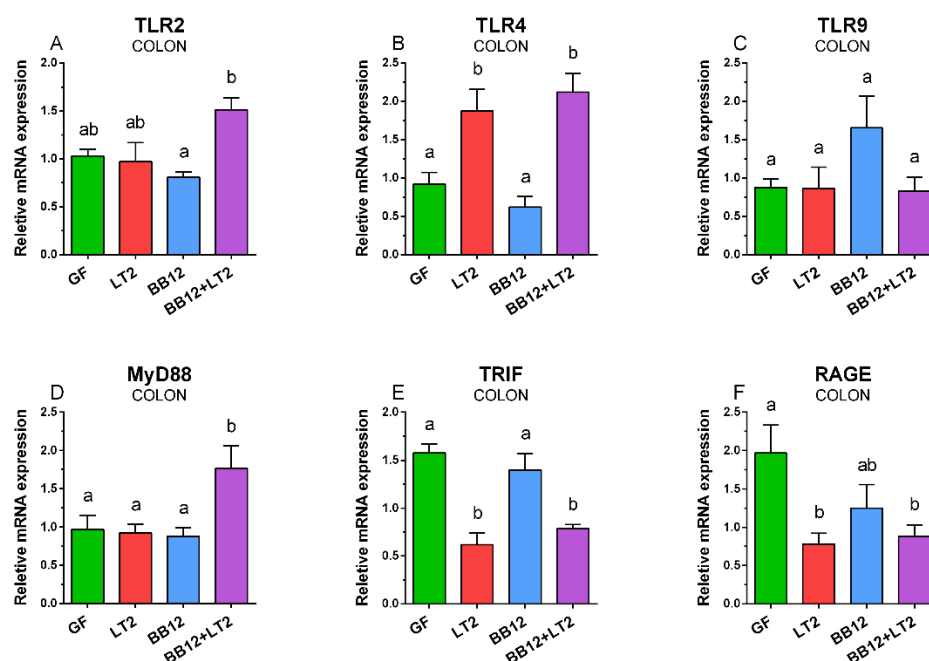 A TLR2
COLON
Reletive mRNA expression
2.0
1.5
1.0
0.5
0.0
ab ab a b
GF LT2 BB12 BB12+LT2
B TLR4
COLON
Reletive mRNA expression
2.5
2.0
1.5
1.0
0.5
0.0
a b a b
GF LT2 BB12 BB12+LT2
C TLR9
COLON
Reletive mRNA expression
2.5
2.0
1.5
1.0
0.5
0.0
a a a a
GF LT2 BB12 BB12+LT2
D MyD88
COLON
Reletive mRNA expression
2.5
2.0
1.5
1.0
0.5
0.0
a a a b
GF LT2 BB12 BB12+LT2
E TRIF
COLON
Reletive mRNA expression
2.0
1.5
1.0
0.5
0.0
a b a b
GF LT2 BB12 BB12+LT2
F RAGE
COLON
Reletive mRNA expression
2.5
2.0
1.5
1.0
0.5
0.0
a b ab b
GF LT2 BB12 BB12+LT2